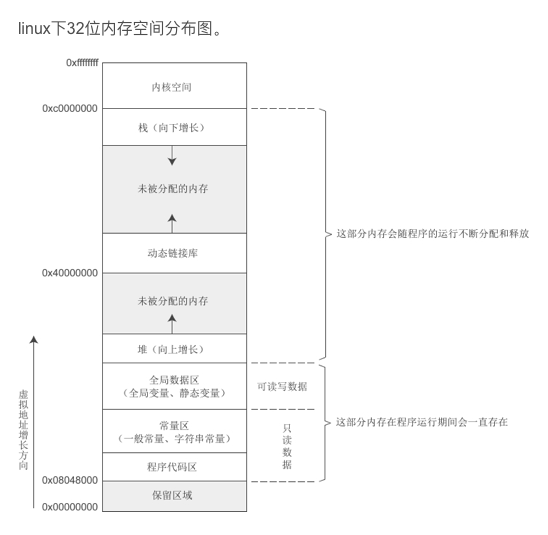 linux下32位内存空间分布图。
0xffffffff
内核空间
0xc0000000
栈（向下增长）
未被分配的内存
这部分内存会随程序的运行不断分配和释放
动态链接库
0x40000000
未被分配的内存
堆（向上增长）
全局数据区
（全局变量、静态变量）
可读写数据
虚拟地址增长方向
常量区
（一般常量、字符串常量）
只读数据
这部分内存在程序运行期间会一直存在
程序代码区
0x08048000
保留区域
0x00000000